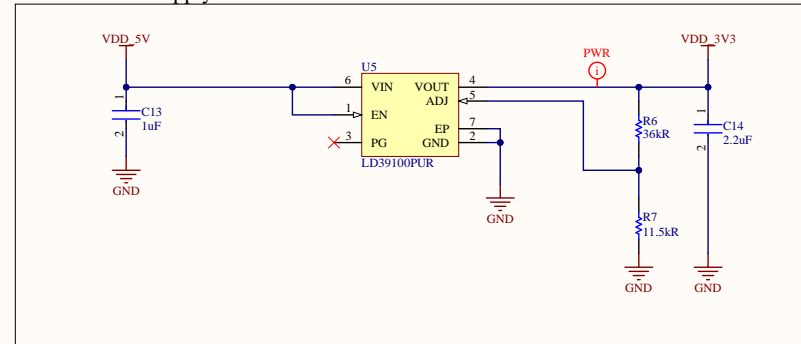 VDD_5V
PWR
VDD_3V3
U5
6 VIN VOUT 4
ADJ 5
1 EN
EP 7
3 PG GND 2
LD39100PUR
1
C13
1uF
2
GND
GND
R6
36kR
R7
11.5kR
GND
1
C14
2.2uF
2
GND